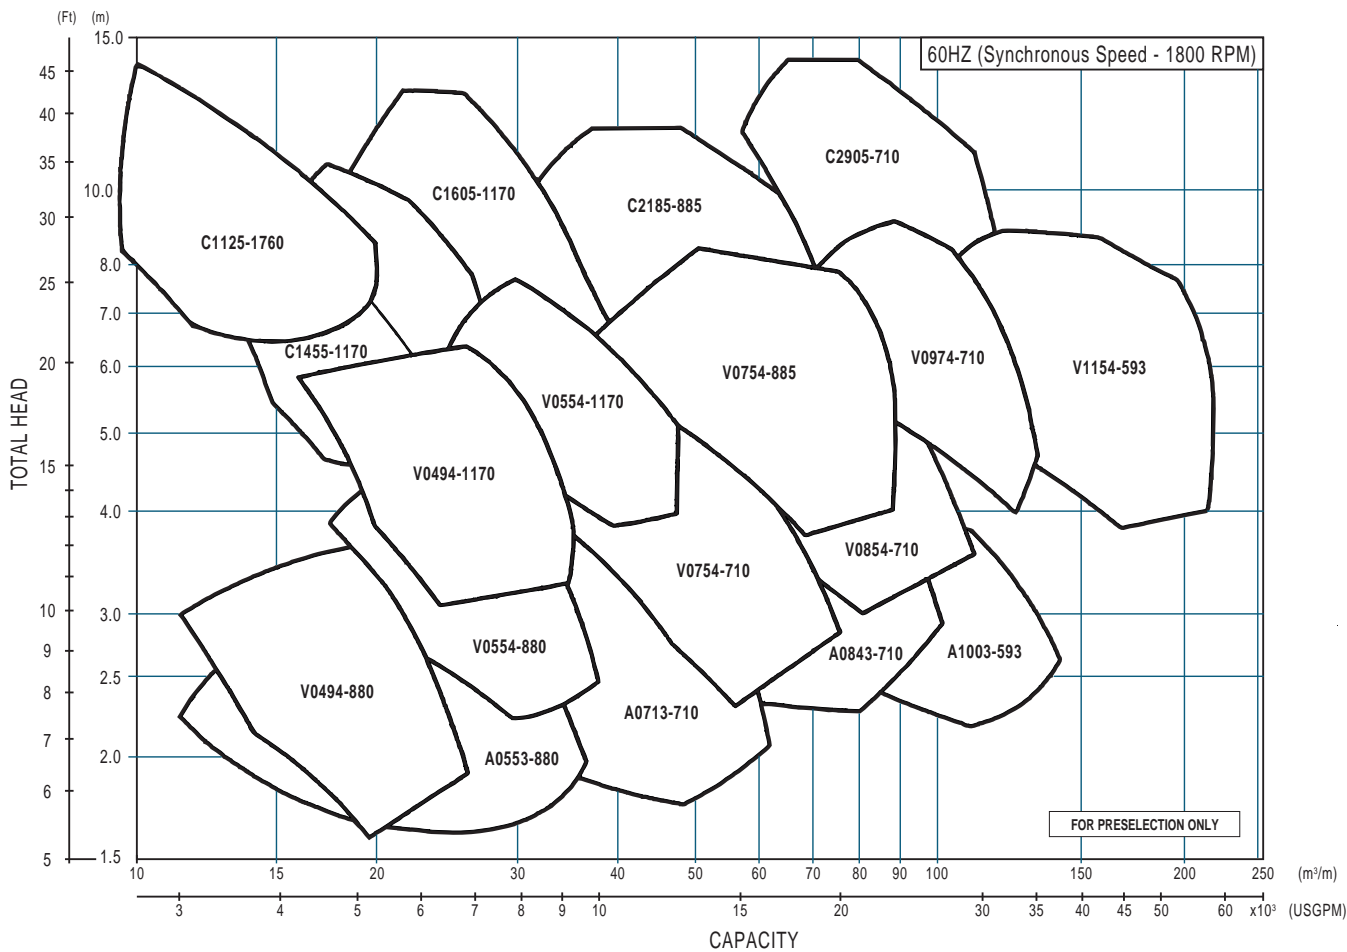 (Ft) (m)
15.0
60HZ (Synchronous Speed - 1800 RPM)
45
40
C2905-710
35
10.0
C1605-1170
C2185-885
30
C1125-1760
8.0
25
7.0
C1455-1170
V0974-710
20
6.0
V0754-885
V1154-593
V0554-1170
TOTAL HEAD
5.0
15
V0494-1170
4.0
V0854-710
V0754-710
10
3.0
V0554-880
A0843-710
A1003-593
9
2.5
8
V0494-880
A0713-710
7
2.0
A0553-880
6
FOR PRESELECTION ONLY
5
1.5
10 15 20 30 40 50 60 70 80 90 100 150 200 250 (m³/m)
3 4 5 6 7 8 9 10 15 20 30 35 40 45 50 60 x10³ (USGPM)
CAPACITY